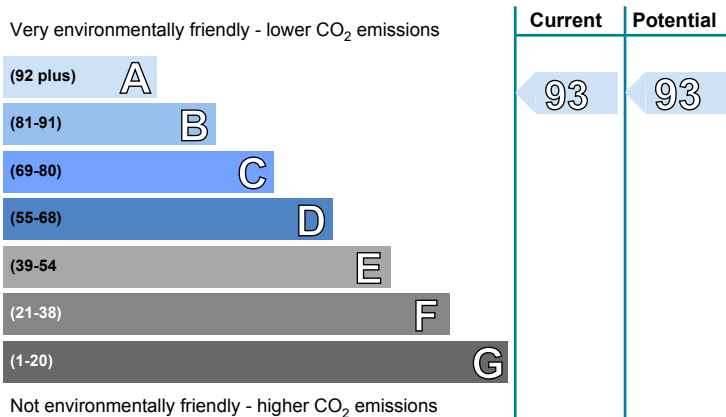 Very environmentally friendly - lower CO2 emissions
Current
Potential
(92 plus) A
93
93
(81-91) B
(69-80) C
(55-68) D
(39-54 E
(21-38) F
(1-20) G
Not environmentally friendly - higher CO2 emissions